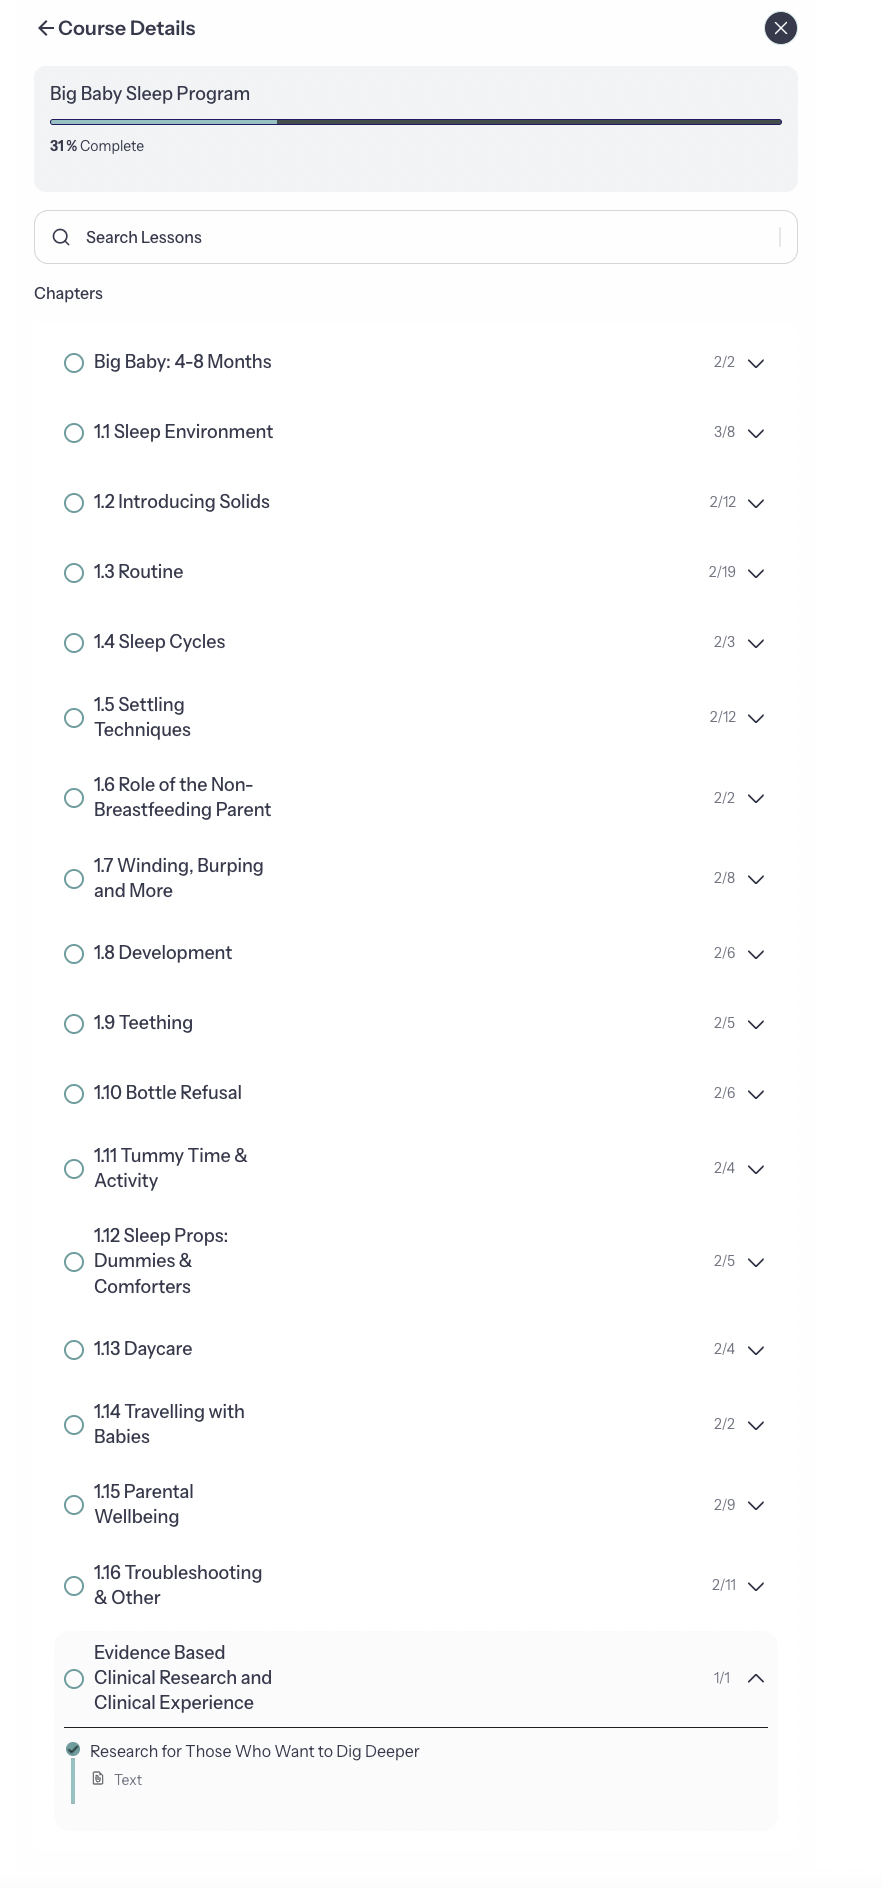 Course Details
Big Baby Sleep Program
31% Complete
Search Lessons
Chapters
Big Baby: 4-8 Months
2/2
1.1 Sleep Environment
3/8
1.2 Introducing Solids
2/12
1.3 Routine
2/19
1.4 Sleep Cycles
2/3
1.5 Settling
Techniques
2/12
1.6 Role of the Non-
Breastfeeding Parent
2/2
1.7 Winding, Burping
and More
2/8
1.8 Development
2/6
1.9 Teething
2/5
1.10 Bottle Refusal
2/6
1.11 Tummy Time &
Activity
2/4
1.12 Sleep Props:
Dummies &
Comforters
2/5
1.13 Daycare
2/4
1.14 Travelling with
Babies
2/2
1.15 Parental
Wellbeing
2/9
1.16 Troubleshooting
& Other
2/11
Evidence Based
Clinical Research and
Clinical Experience
1/1
Research for Those Who Want to Dig Deeper
Text